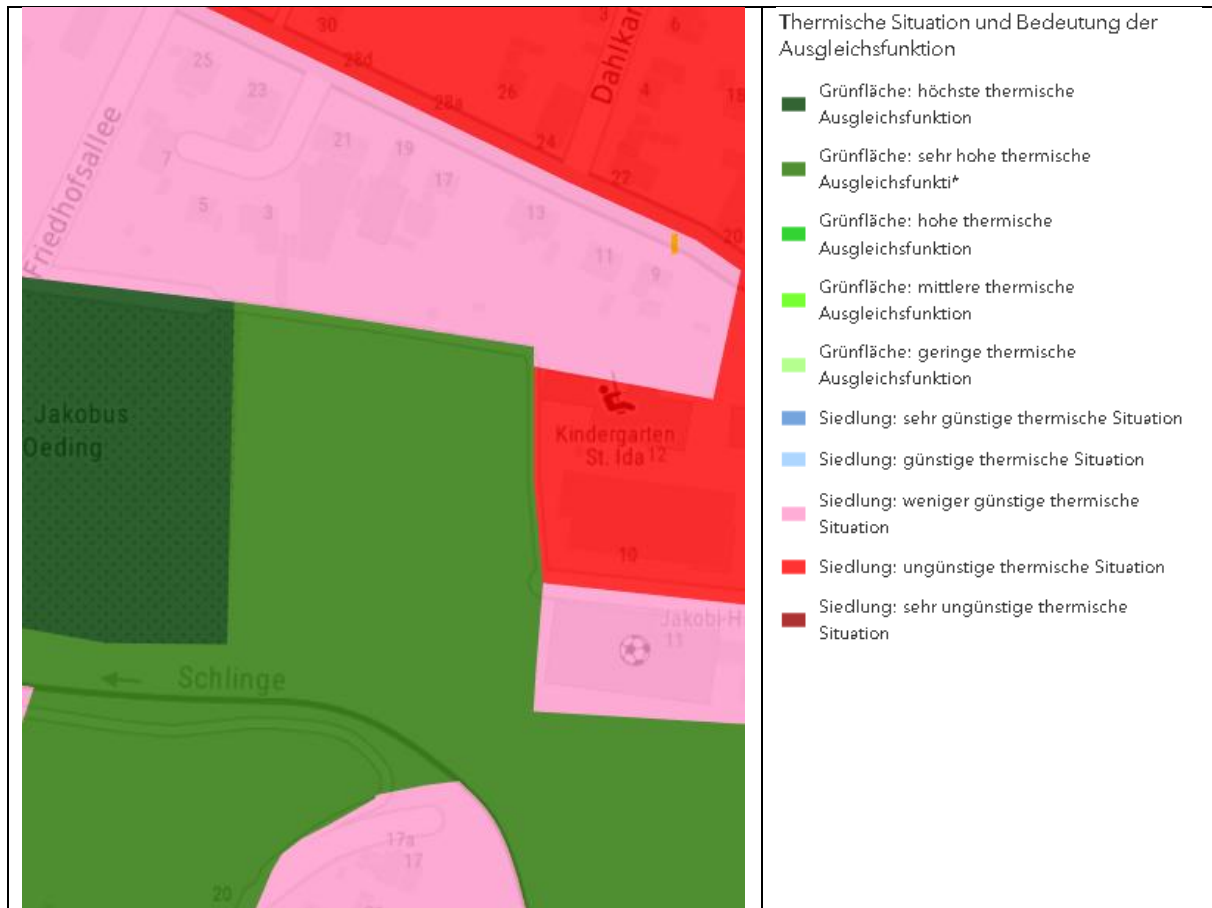 30
28d
25
23
28a
26
Dahlkar
6
4
18
24
21
19
17
7
27
5
3
13
20
11
9
Friedhofsallee
. Jakobus
Oeding
Kindergarten
St. Ida 12
10
Jakobi-H
11
Schlinge
17a
17
20
Thermische Situation und Bedeutung der
Ausgleichsfunktion
Grünfläche: höchste thermische
Ausgleichsfunktion
Grünfläche: sehr hohe thermische
Ausgleichsfunkti*
Grünfläche: hohe thermische
Ausgleichsfunktion
Grünfläche: mittlere thermische
Ausgleichsfunktion
Grünfläche: geringe thermische
Ausgleichsfunktion
Siedlung: sehr günstige thermische Situation
Siedlung: günstige thermische Situation
Siedlung: weniger günstige thermische
Situation
Siedlung: ungünstige thermische Situation
Siedlung: sehr ungünstige thermische
Situation